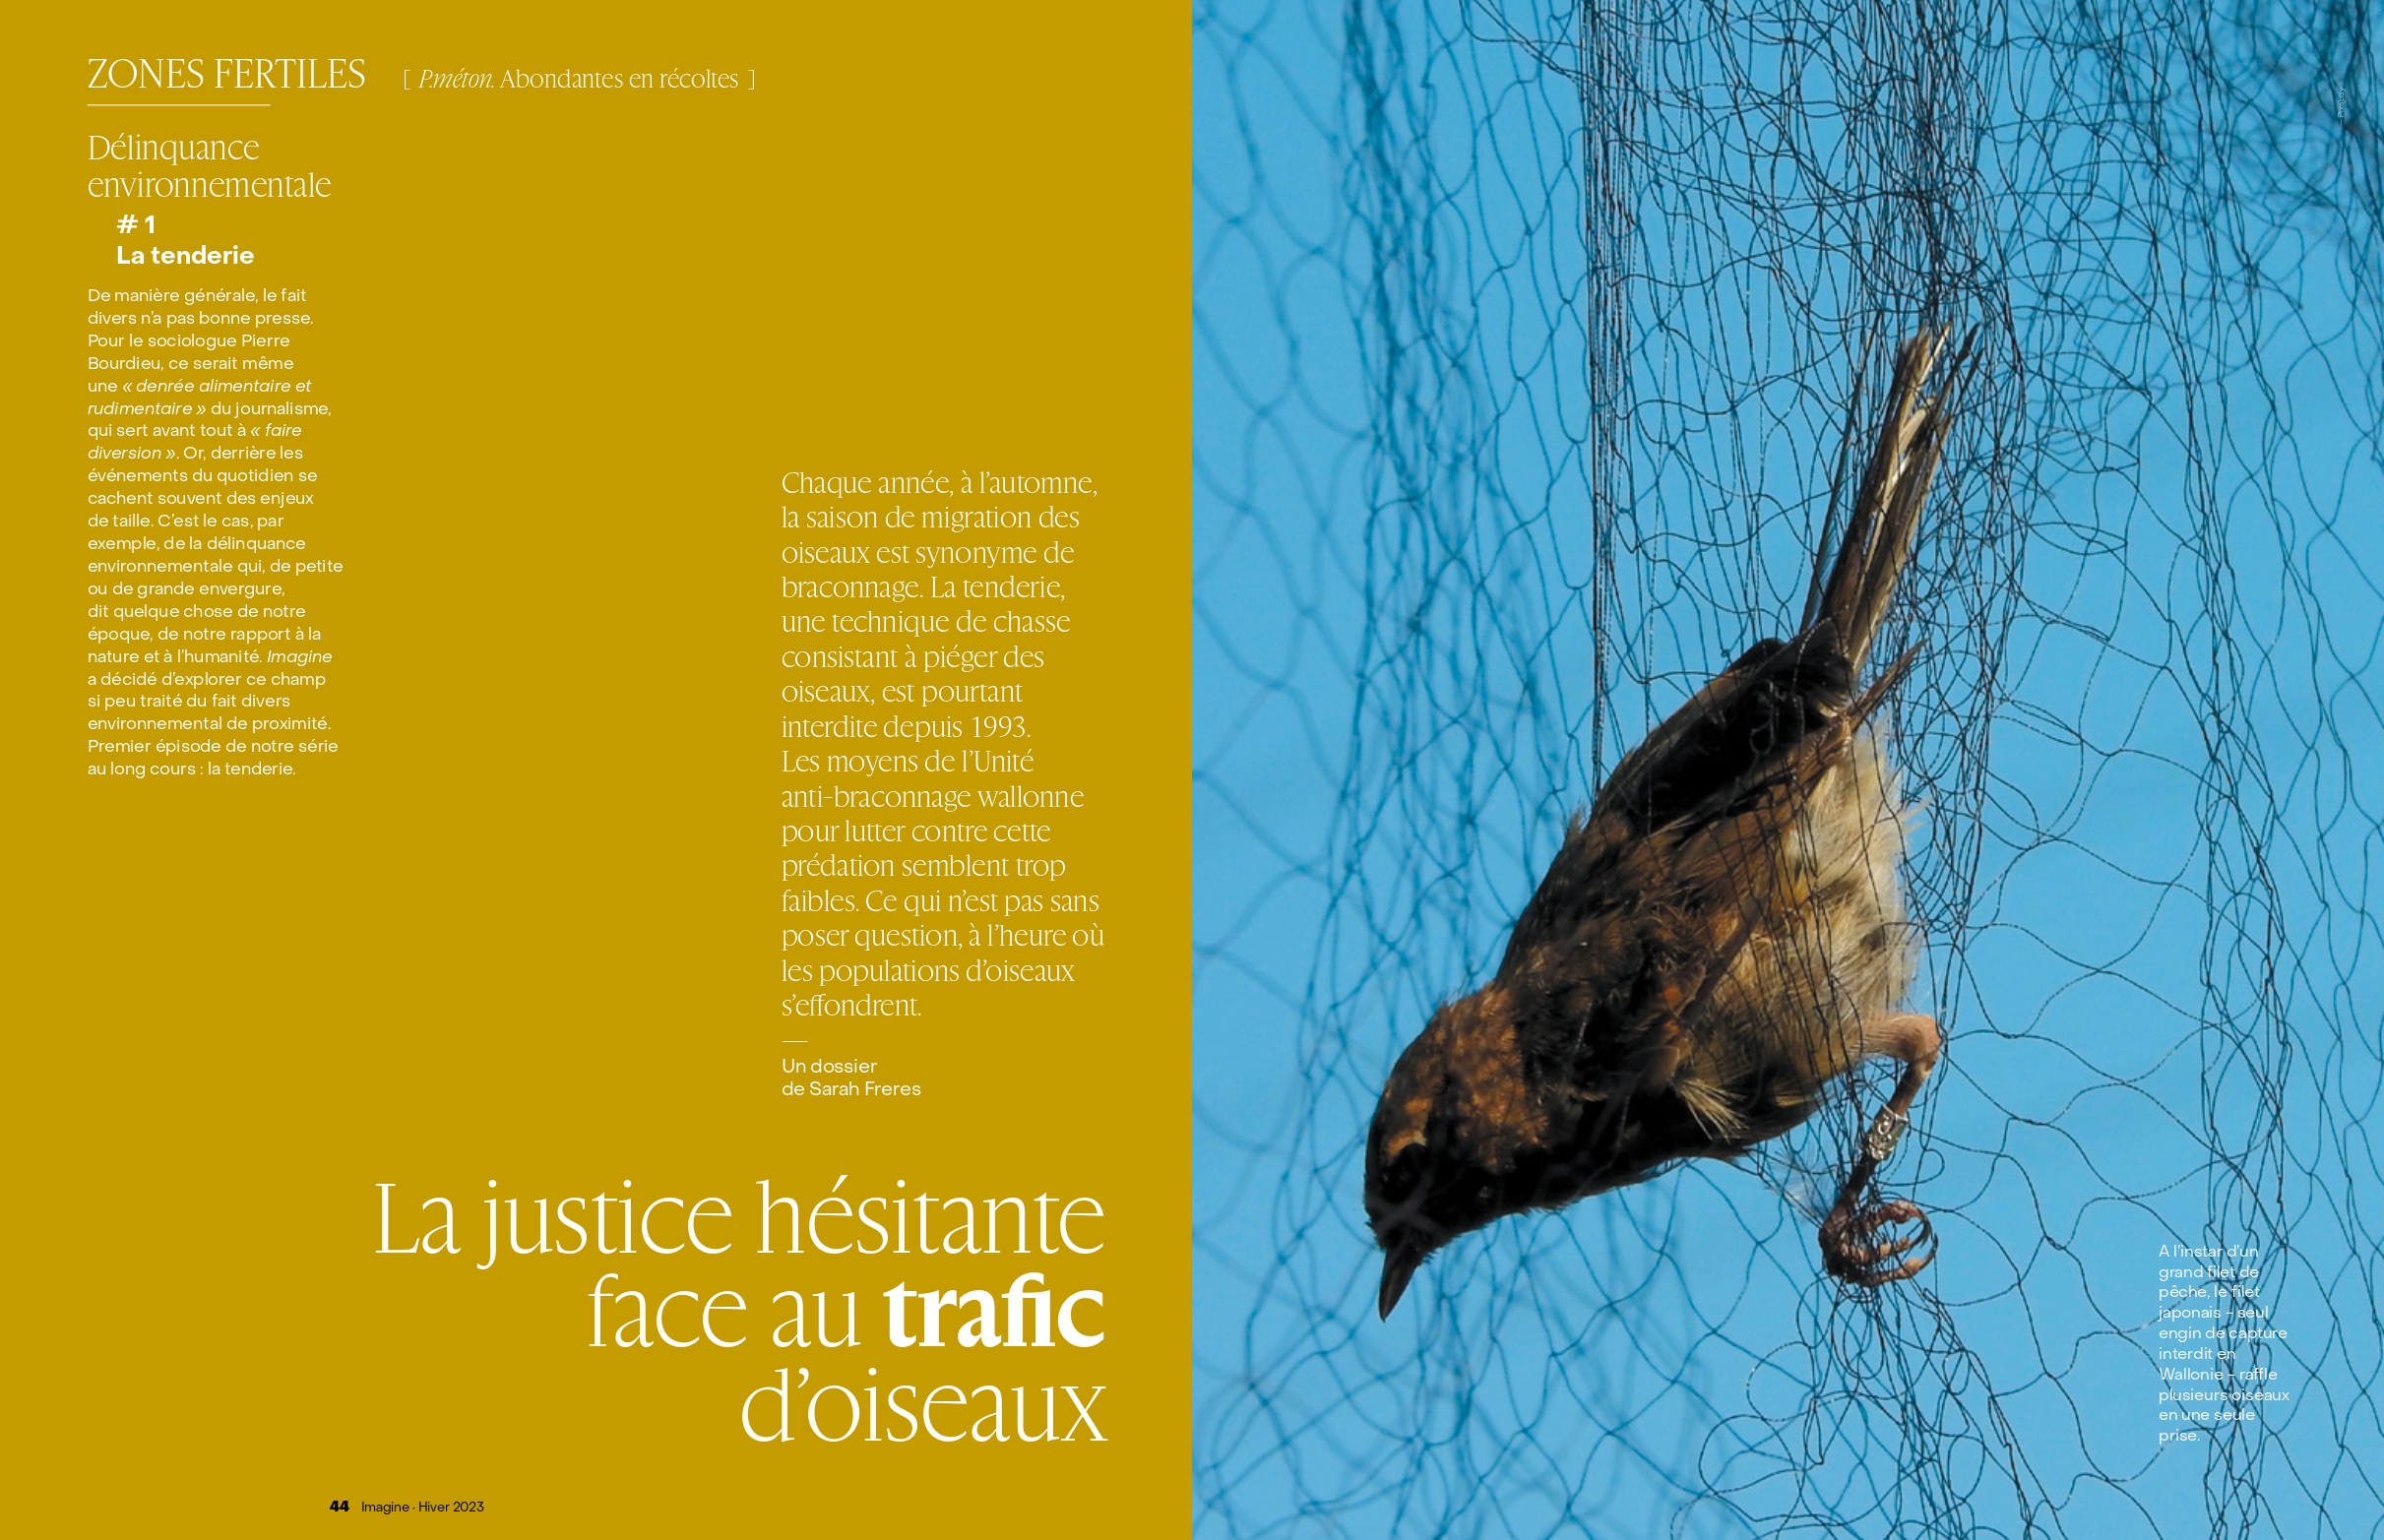 ZONES FERTILES [ P.méton. Abondantes en récoltes ]
Délinquance
environnementale
# 1
La tenderie
De manière générale, le fait
divers n’a pas bonne presse.
Pour le sociologue Pierre
Bourdieu, ce serait même
une « denrée alimentaire et
rudimentaire » du journalisme,
qui sert avant tout à « faire
diversion ». Or, derrière les
événements du quotidien se
cachent souvent des enjeux
de taille. C’est le cas, par
exemple, de la délinquance
environnementale qui, de petite
ou de grande envergure,
dit quelque chose de notre
époque, de notre rapport à la
nature et à l’humanité. Imagine
a décidé d’explorer ce champ
si peu traité du fait divers
environnemental de proximité.
Premier épisode de notre série
au long cours : la tenderie.
Chaque année, à l’automne,
la saison de migration des
oiseaux est synonyme de
braconnage. La tenderie,
une technique de chasse
consistant à piéger des
oiseaux, est pourtant
interdite depuis 1993.
Les moyens de l’Unité
anti-braconnage wallonne
pour lutter contre cette
prédation semblent trop
faibles. Ce qui n’est pas sans
poser question, à l’heure où
les populations d’oiseaux
s’effondrent.
Un dossier
de Sarah Freres
La justice hésitante
face au trafic
d’oiseaux
44 Imagine · Hiver 2023
A l’instar d’un
grand filet de
pêche, le filet
japonais – seul
engin de capture
interdit en
Wallonie – raffle
plusieurs oiseaux
en une seule
prise.